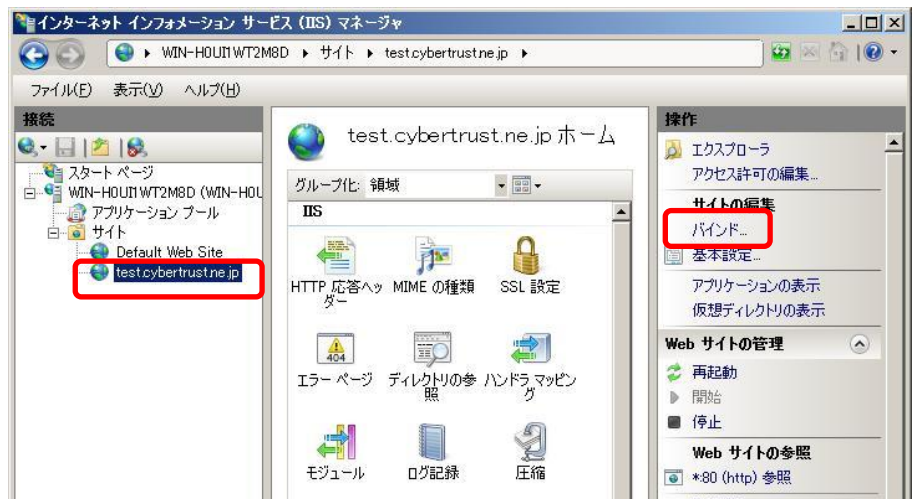 インターネット インフォメーション サービス (IIS) マネージャ
WIN-H0UI1WT2M8D ▸ サイト ▸ test.cybertrust.ne.jp ▸
ファイル(F) 表示(V) ヘルプ(H)
接続
スタート ページ
WIN-H0UI1WT2M8D (WIN-H0U
アプリケーション プール
サイト
Default Web Site
test.cybertrust.ne.jp
test.cybertrust.ne.jp ホーム
グループ化: 領域
IIS
HTTP 応答ヘッ
ダー
MIME の種類
SSL 設定
404
エラー ページ
ディレクトリの参
照
ハンドラ マッピン
グ
モジュール
ログ記録
圧縮
操作
エクスプローラ
アクセス許可の編集...
サイトの編集
バインド...
基本設定...
アプリケーションの表示
仮想ディレクトリの表示
Web サイトの管理
再起動
開始
停止
Web サイトの参照
*:80 (http) 参照